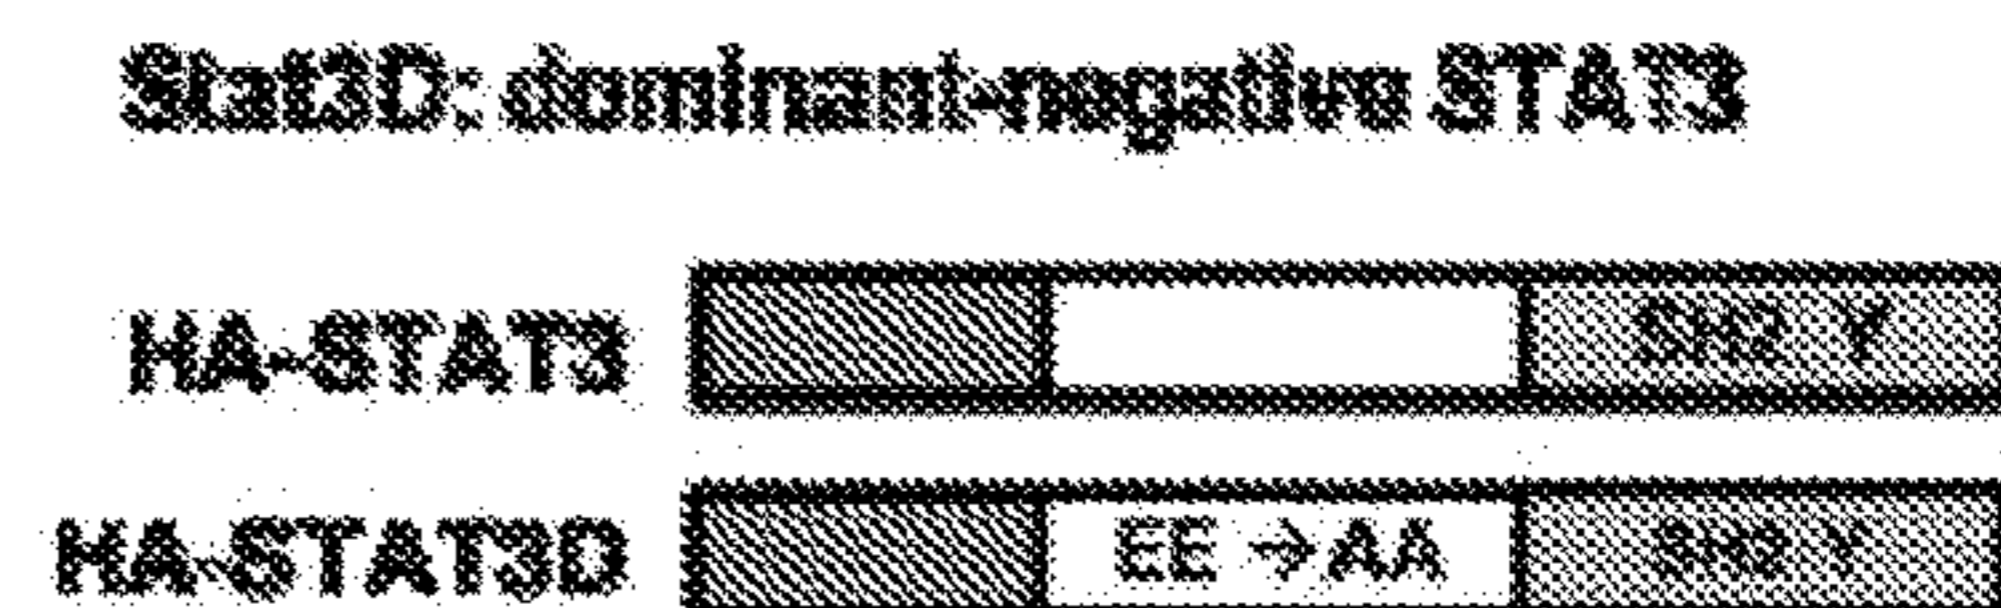 Stat3D: dominant-negative STAT3
HA-STAT3 SH2 Y
HA-STAT3D EE →AA SH2 Y